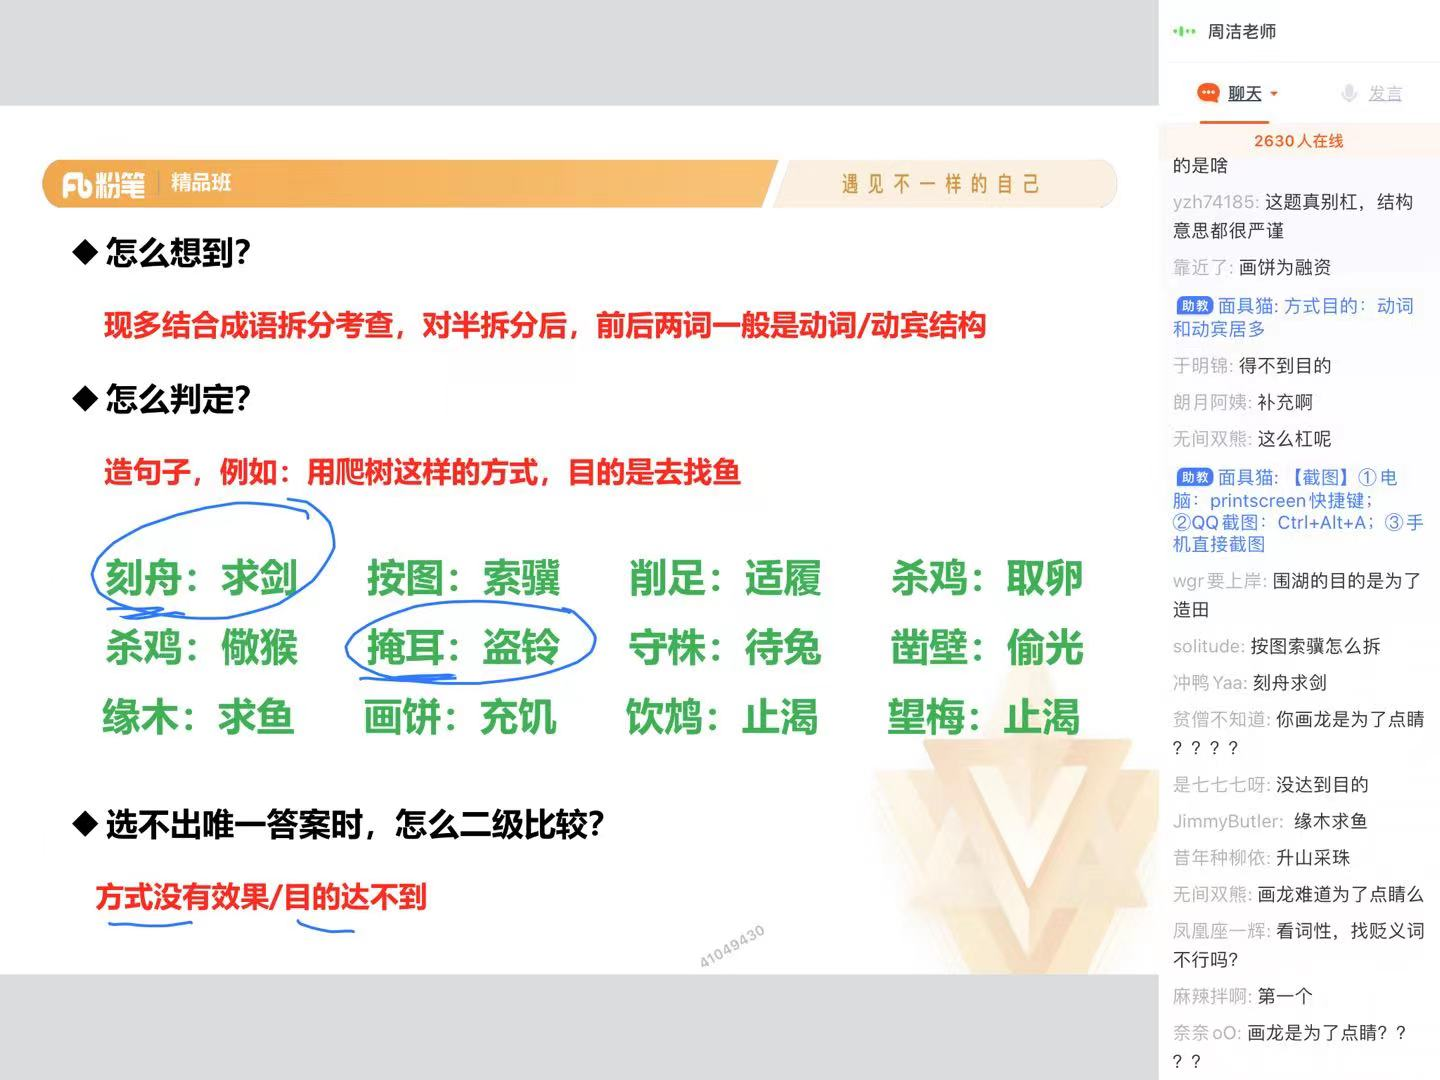 粉笔 精品班
遇见不一样的自己
◆ 怎么想到?
现多结合成语拆分考查，对半拆分后，前后两词一般是动词/动宾结构
◆ 怎么判定?
造句子，例如：用爬树这样的方式，目的是去找鱼
刻舟：求剑 按图：索骥 削足：适履 杀鸡：取卵
杀鸡：儆猴 掩耳：盗铃 守株：待兔 凿壁：偷光
缘木：求鱼 画饼：充饥 饮鸩：止渴 望梅：止渴
◆ 选不出唯一答案时，怎么二级比较?
方式没有效果/目的达不到
41049430
周洁老师
聊天 发言
2630人在线
的是啥
yzh74185: 这题真别杠，结构
意思都很严谨
靠近了: 画饼为融资
助教 面具猫: 方式目的：动词
和动宾居多
于明锦: 得不到目的
朗月阿姨: 补充啊
无间双熊: 这么杠呢
助教 面具猫: 【截图】①电
脑：printscreen快捷键；
②QQ截图：Ctrl+Alt+A；③手
机直接截图
wgr要上岸: 围湖的目的是为了
造田
solitude: 按图索骥怎么拆
冲鸭Yaa: 刻舟求剑
贫僧不知道: 你画龙是为了点睛
？？？？
是七七七呀: 没达到目的
JimmyButler: 缘木求鱼
昔年种柳依: 升山采珠
无间双熊: 画龙难道为了点睛么
凤凰座一辉: 看词性，找贬义词
不行吗?
麻辣拌啊: 第一个
奈奈oO: 画龙是为了点睛？？
？？